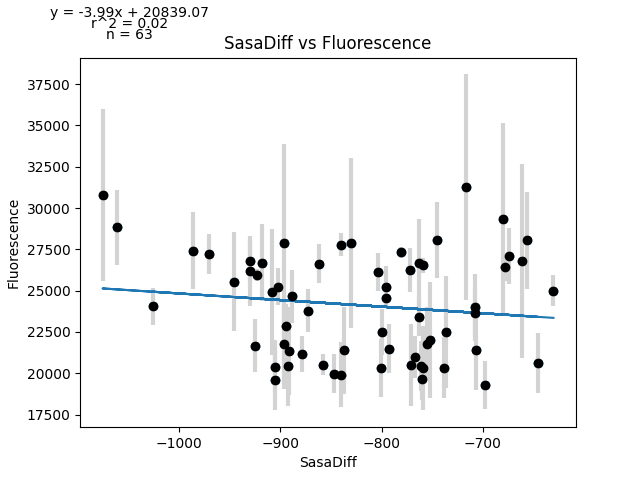 y = -3.99x + 20839.07
r^2 = 0.02
n = 63
SasaDiff vs Fluorescence
37500
35000
32500
30000
27500
25000
22500
20000
17500
Fluorescence
−1000
−900
−800
−700
SasaDiff